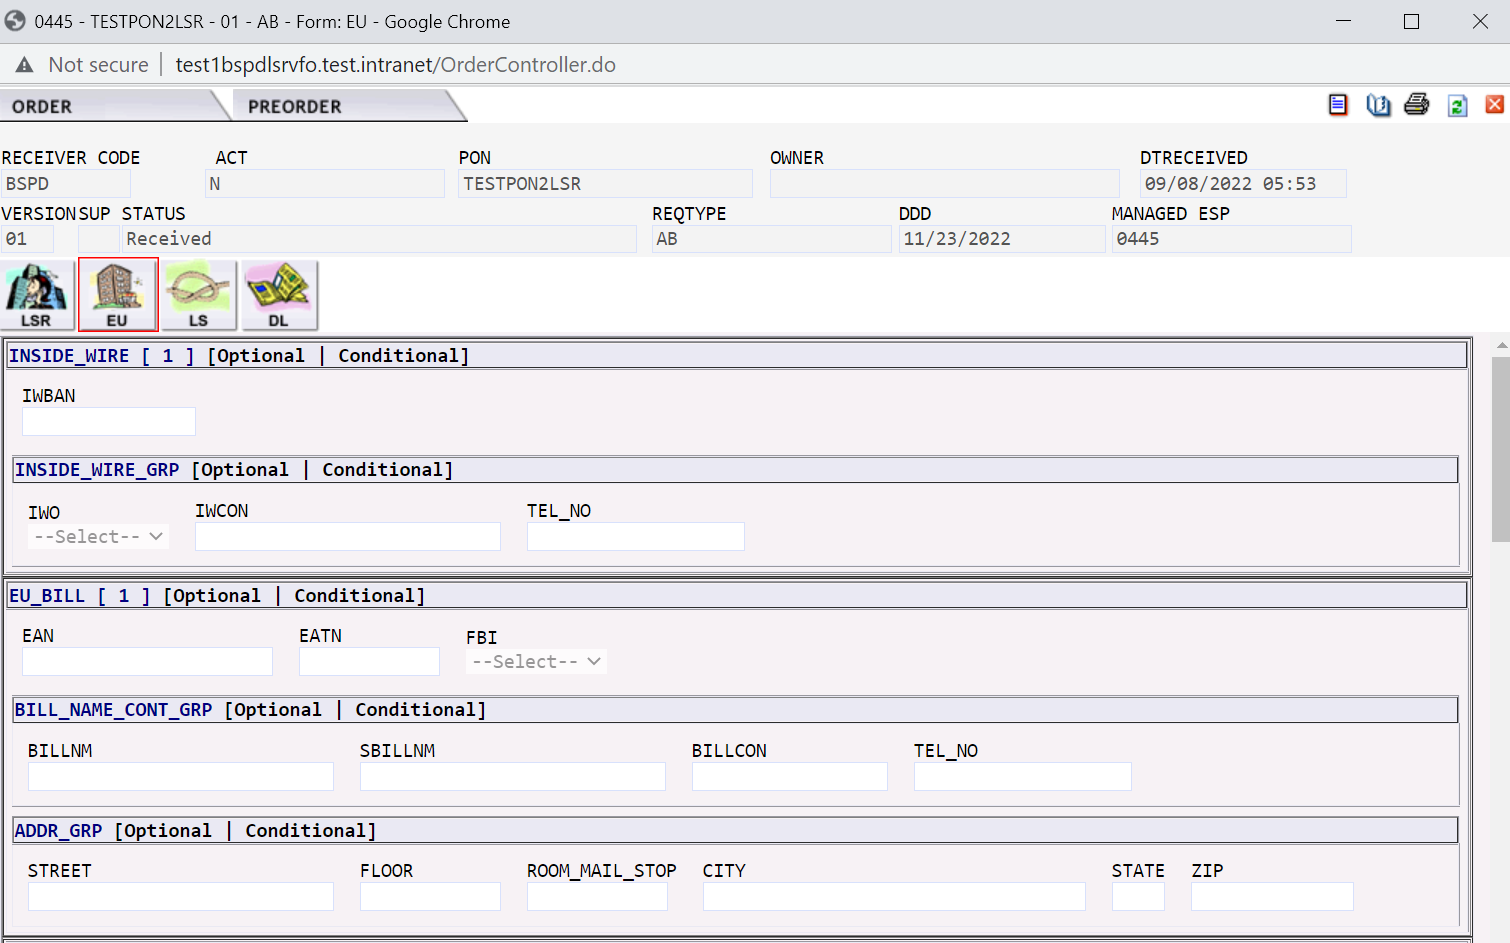 0445 - TESTPON2LSR - 01 - AB - Form: EU - Google Chrome
Not secure | test1bspdlsrvfo.test.intranet/OrderController.do
ORDER PREORDER
RECEIVER CODE ACT PON OWNER DTRECEIVED
BSPD N TESTPON2LSR 09/08/2022 05:53
VERSION SUP STATUS REQTYPE DDD MANAGED ESP
01 Received AB 11/23/2022 0445
LSR EU LS DL
INSIDE_WIRE [ 1 ] [Optional | Conditional]
IWBAN
INSIDE_WIRE_GRP [Optional | Conditional]
IWO IWCON TEL_NO
--Select--
EU_BILL [ 1 ] [Optional | Conditional]
EAN EATN FBI
--Select--
BILL_NAME_CONT_GRP [Optional | Conditional]
BILLNM SBILLNM BILLCON TEL_NO
ADDR_GRP [Optional | Conditional]
STREET FLOOR ROOM_MAIL_STOP CITY STATE ZIP